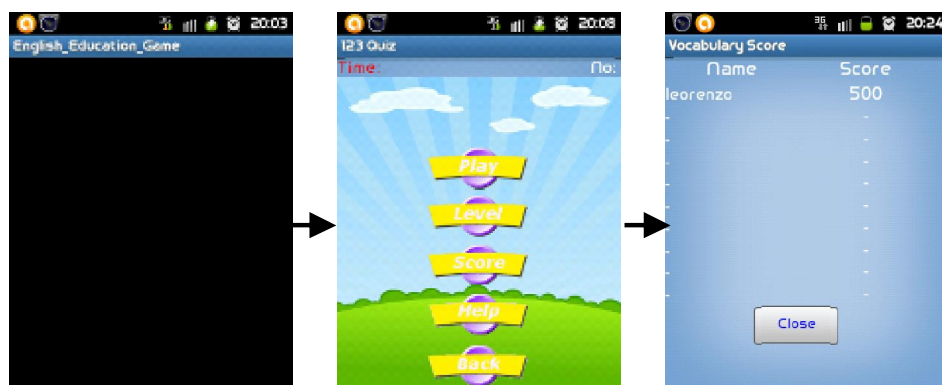 20:03
English_Education_Game
20:08
123 Quiz
Time: No:
Play
Level
Score
Help
Back
3G 20:24
Vocabulary Score
Name Score
leorenzo 500
-
-
-
-
-
-
-
-
-
Close